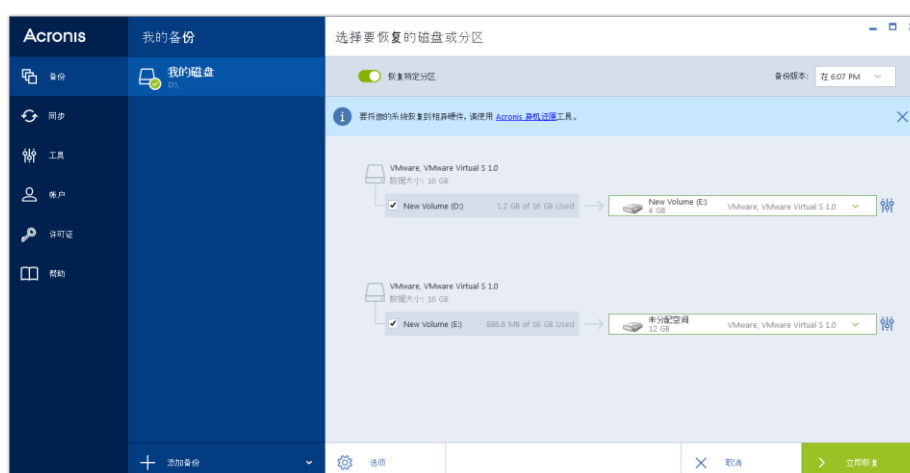 Acronis
我的备份
选择要恢复的磁盘或分区
备份
我的磁盘
D:\
恢复特定分区
备份版本:
在 6:07 PM
同步
要将您的系统恢复到相异硬件,请使用 Acronis 异机还原工具。
工具
帐户
许可证
帮助
VMware, VMware Virtual S 1.0
数据大小: 16 GB
New Volume (D:)
1.2 GB of 16 GB Used
New Volume (E:)
4 GB
VMware, VMware Virtual S 1.0
VMware, VMware Virtual S 1.0
数据大小: 16 GB
New Volume (E:)
886.8 MB of 16 GB Used
未分配空间
12 GB
VMware, VMware Virtual S 1.0
添加备份
选项
取消
立即恢复